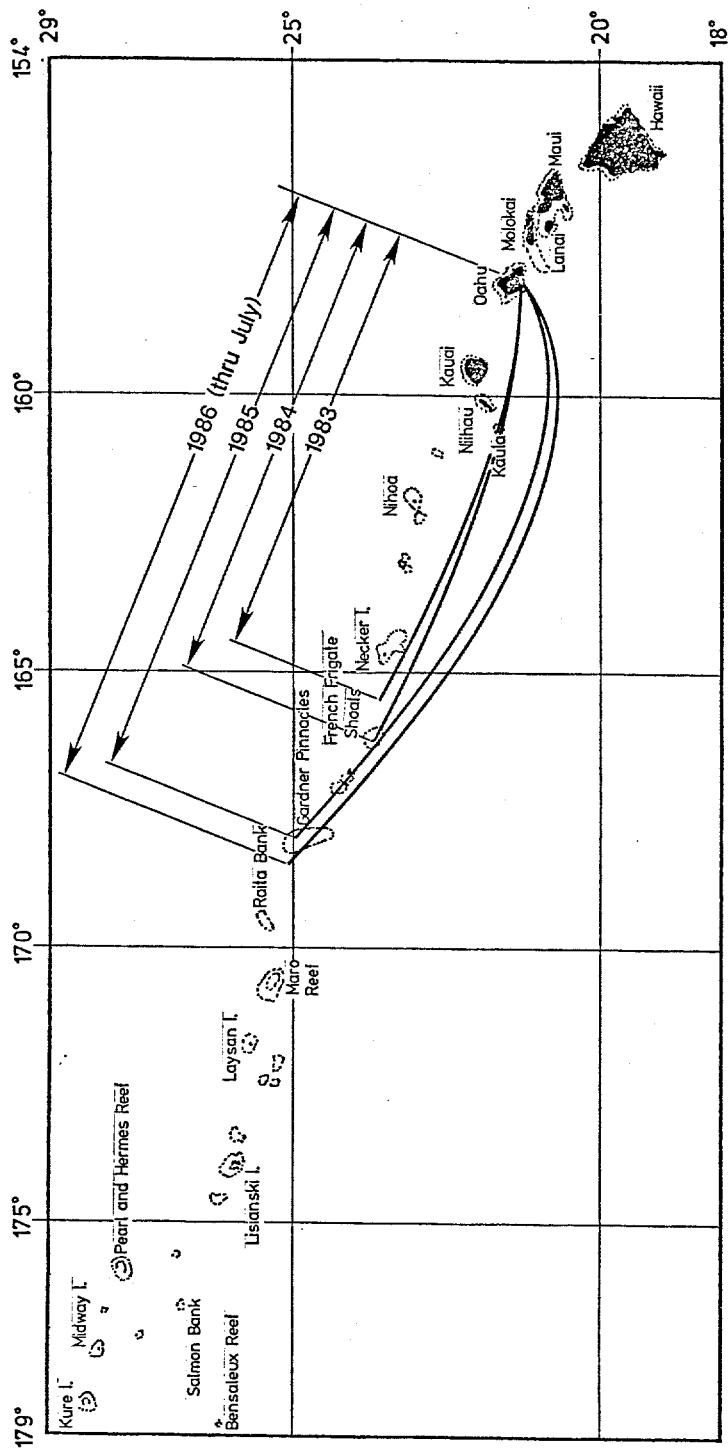 179°
175°
170°
165°
160°
154°
29°
25°
20°
18°
Kure I.
Midway I.
Pearl and Hermes Reef
Salmon Bank
Bensaleux Reef
Lisianski I.
Laysan I.
Maro
Reef
Raita Bank
Gardner Pinnacles
French Frigate
Shoals
Necker I.
Nihoa
Kaula
Niihau
Kauai
Oahu
Molokai
Lanai
Maui
Hawaii
1986 (thru July)
1985
1984
1983